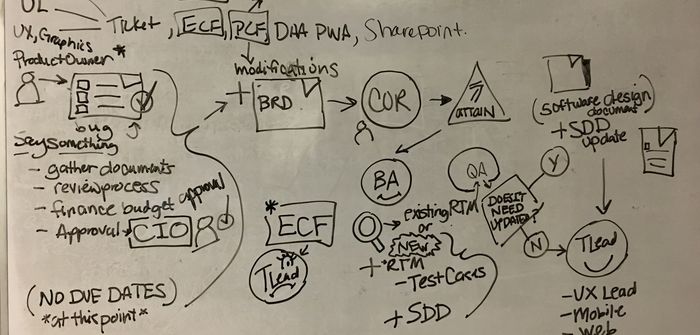 UX, Graphics
Ticket, ECF, PCF, DAA PWA, Sharepoint.
Product Owner *
bug
Say Something
- gather documents
- review process
- finance budget approval
- Approval → CIO
(NO DUE DATES)
*at this point*
modifications
+ BRD
COR
ATTAIN
(Software design document)
+ SDD update
BA
* ECF
TLead
existing RTM
or
NEW
+ RTM
- Test Cases
+ SDD
QA
DOES IT
NEED
UPDATED?
Y
N
TLead
- UX Lead
- Mobile
- Web